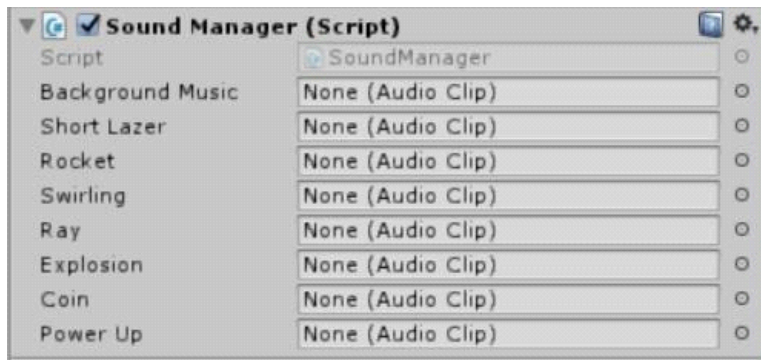 Sound Manager (Script)
Script SoundManager
Background Music None (Audio Clip)
Short Lazer None (Audio Clip)
Rocket None (Audio Clip)
Swirling None (Audio Clip)
Ray None (Audio Clip)
Explosion None (Audio Clip)
Coin None (Audio Clip)
Power Up None (Audio Clip)